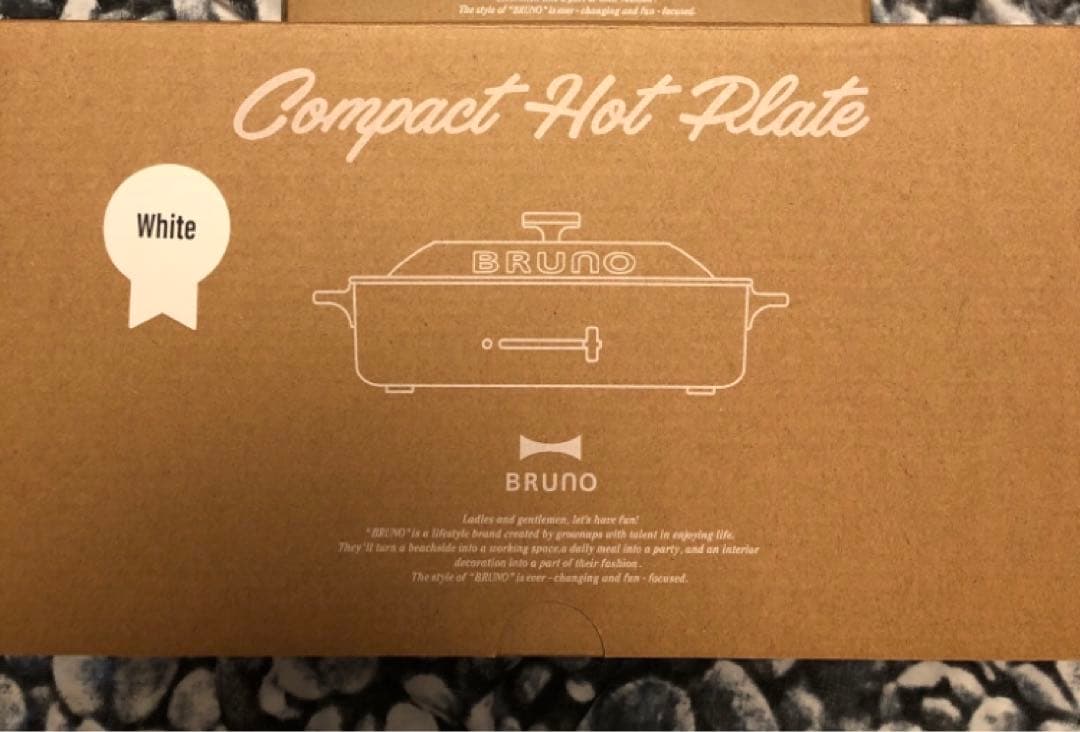 The style of "BRUNO" is ever - changing and fun - focused.
Compact Hot Plate
White
BRUNO
BRUNO
Ladies and gentlemen, let's have fun!
"BRUNO" is a lifestyle brand created by grownups with talent in enjoying life.
They'll turn a beachside into a working space,a daily meal into a party, and an interior
decoration into a part of their fashion.
The style of "BRUNO" is ever - changing and fun - focused.